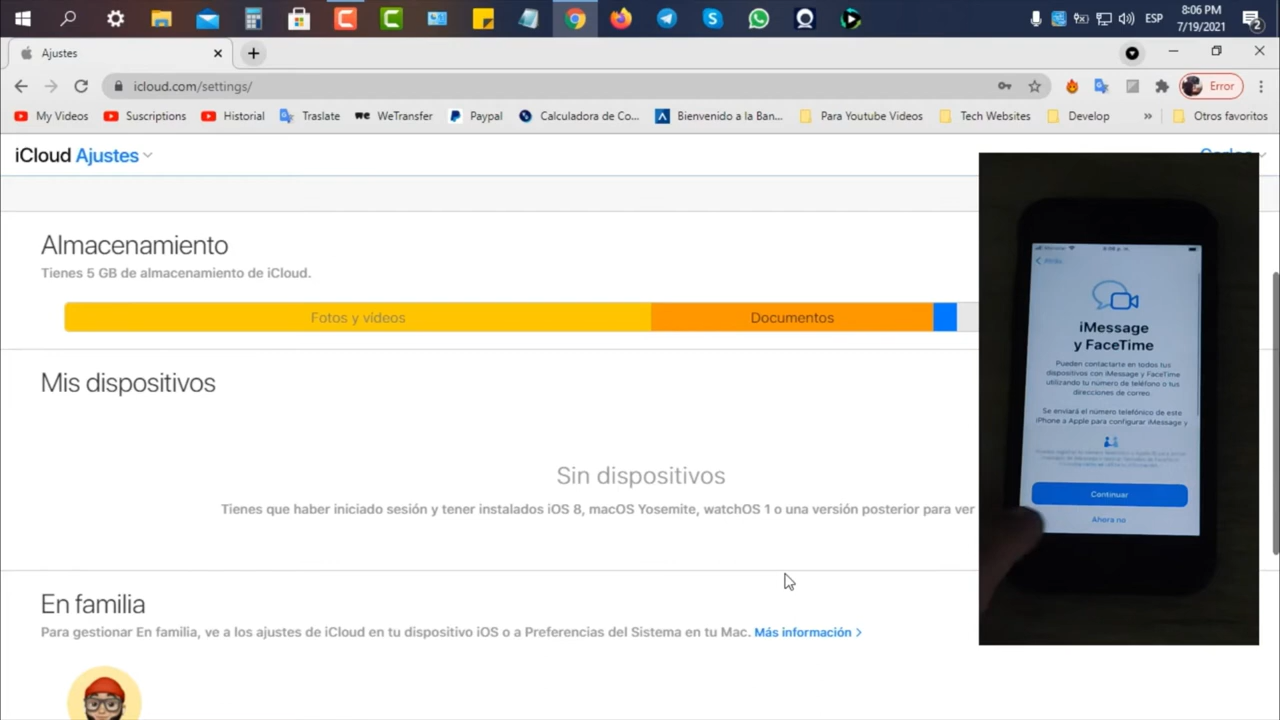 8:06 PM
ESP
7/19/2021
2
Ajustes
icloud.com/settings/
Error
My Videos
Suscriptions
Historial
Traslate
WeTransfer
Paypal
Calculadora de Co...
Bienvenido a la Ban...
Para Youtube Videos
Tech Websites
Develop
»
Otros favoritos
iCloud Ajustes
Almacenamiento
Tienes 5 GB de almacenamiento de iCloud.
Fotos y vídeos
Documentos
Mis dispositivos
Sin dispositivos
Tienes que haber iniciado sesión y tener instalados iOS 8, macOS Yosemite, watchOS 1 o una versión posterior para ver
En familia
Para gestionar En familia, ve a los ajustes de iCloud en tu dispositivo iOS o a Preferencias del Sistema en tu Mac. Más información >
Atrás
iMessage
y FaceTime
Pueden contactarte en todos tus
dispositivos con iMessage y FaceTime
utilizando tu número de teléfono o tus
direcciones de correo.
Se enviará el número telefónico de este
iPhone a Apple para configurar iMessage y
Continuar
Ahora no